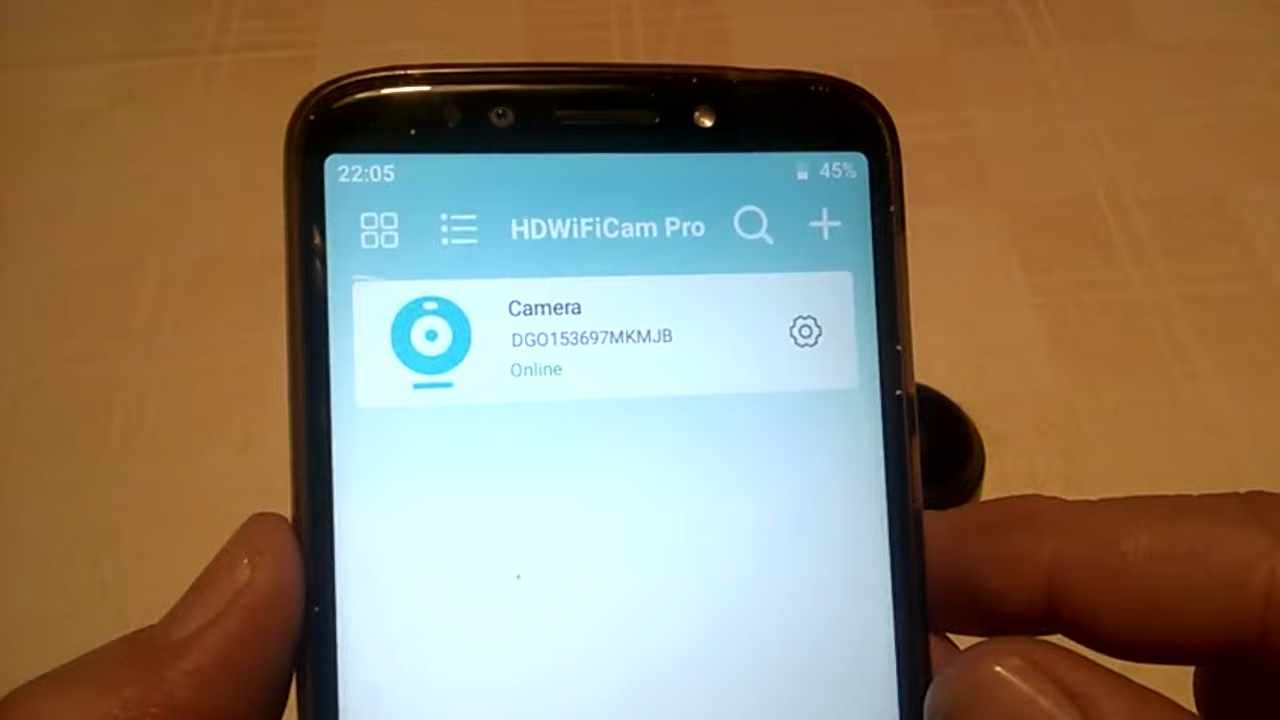 22:05
45%
HDWiFiCam Pro
Camera
DGO153697MKMJB
Online